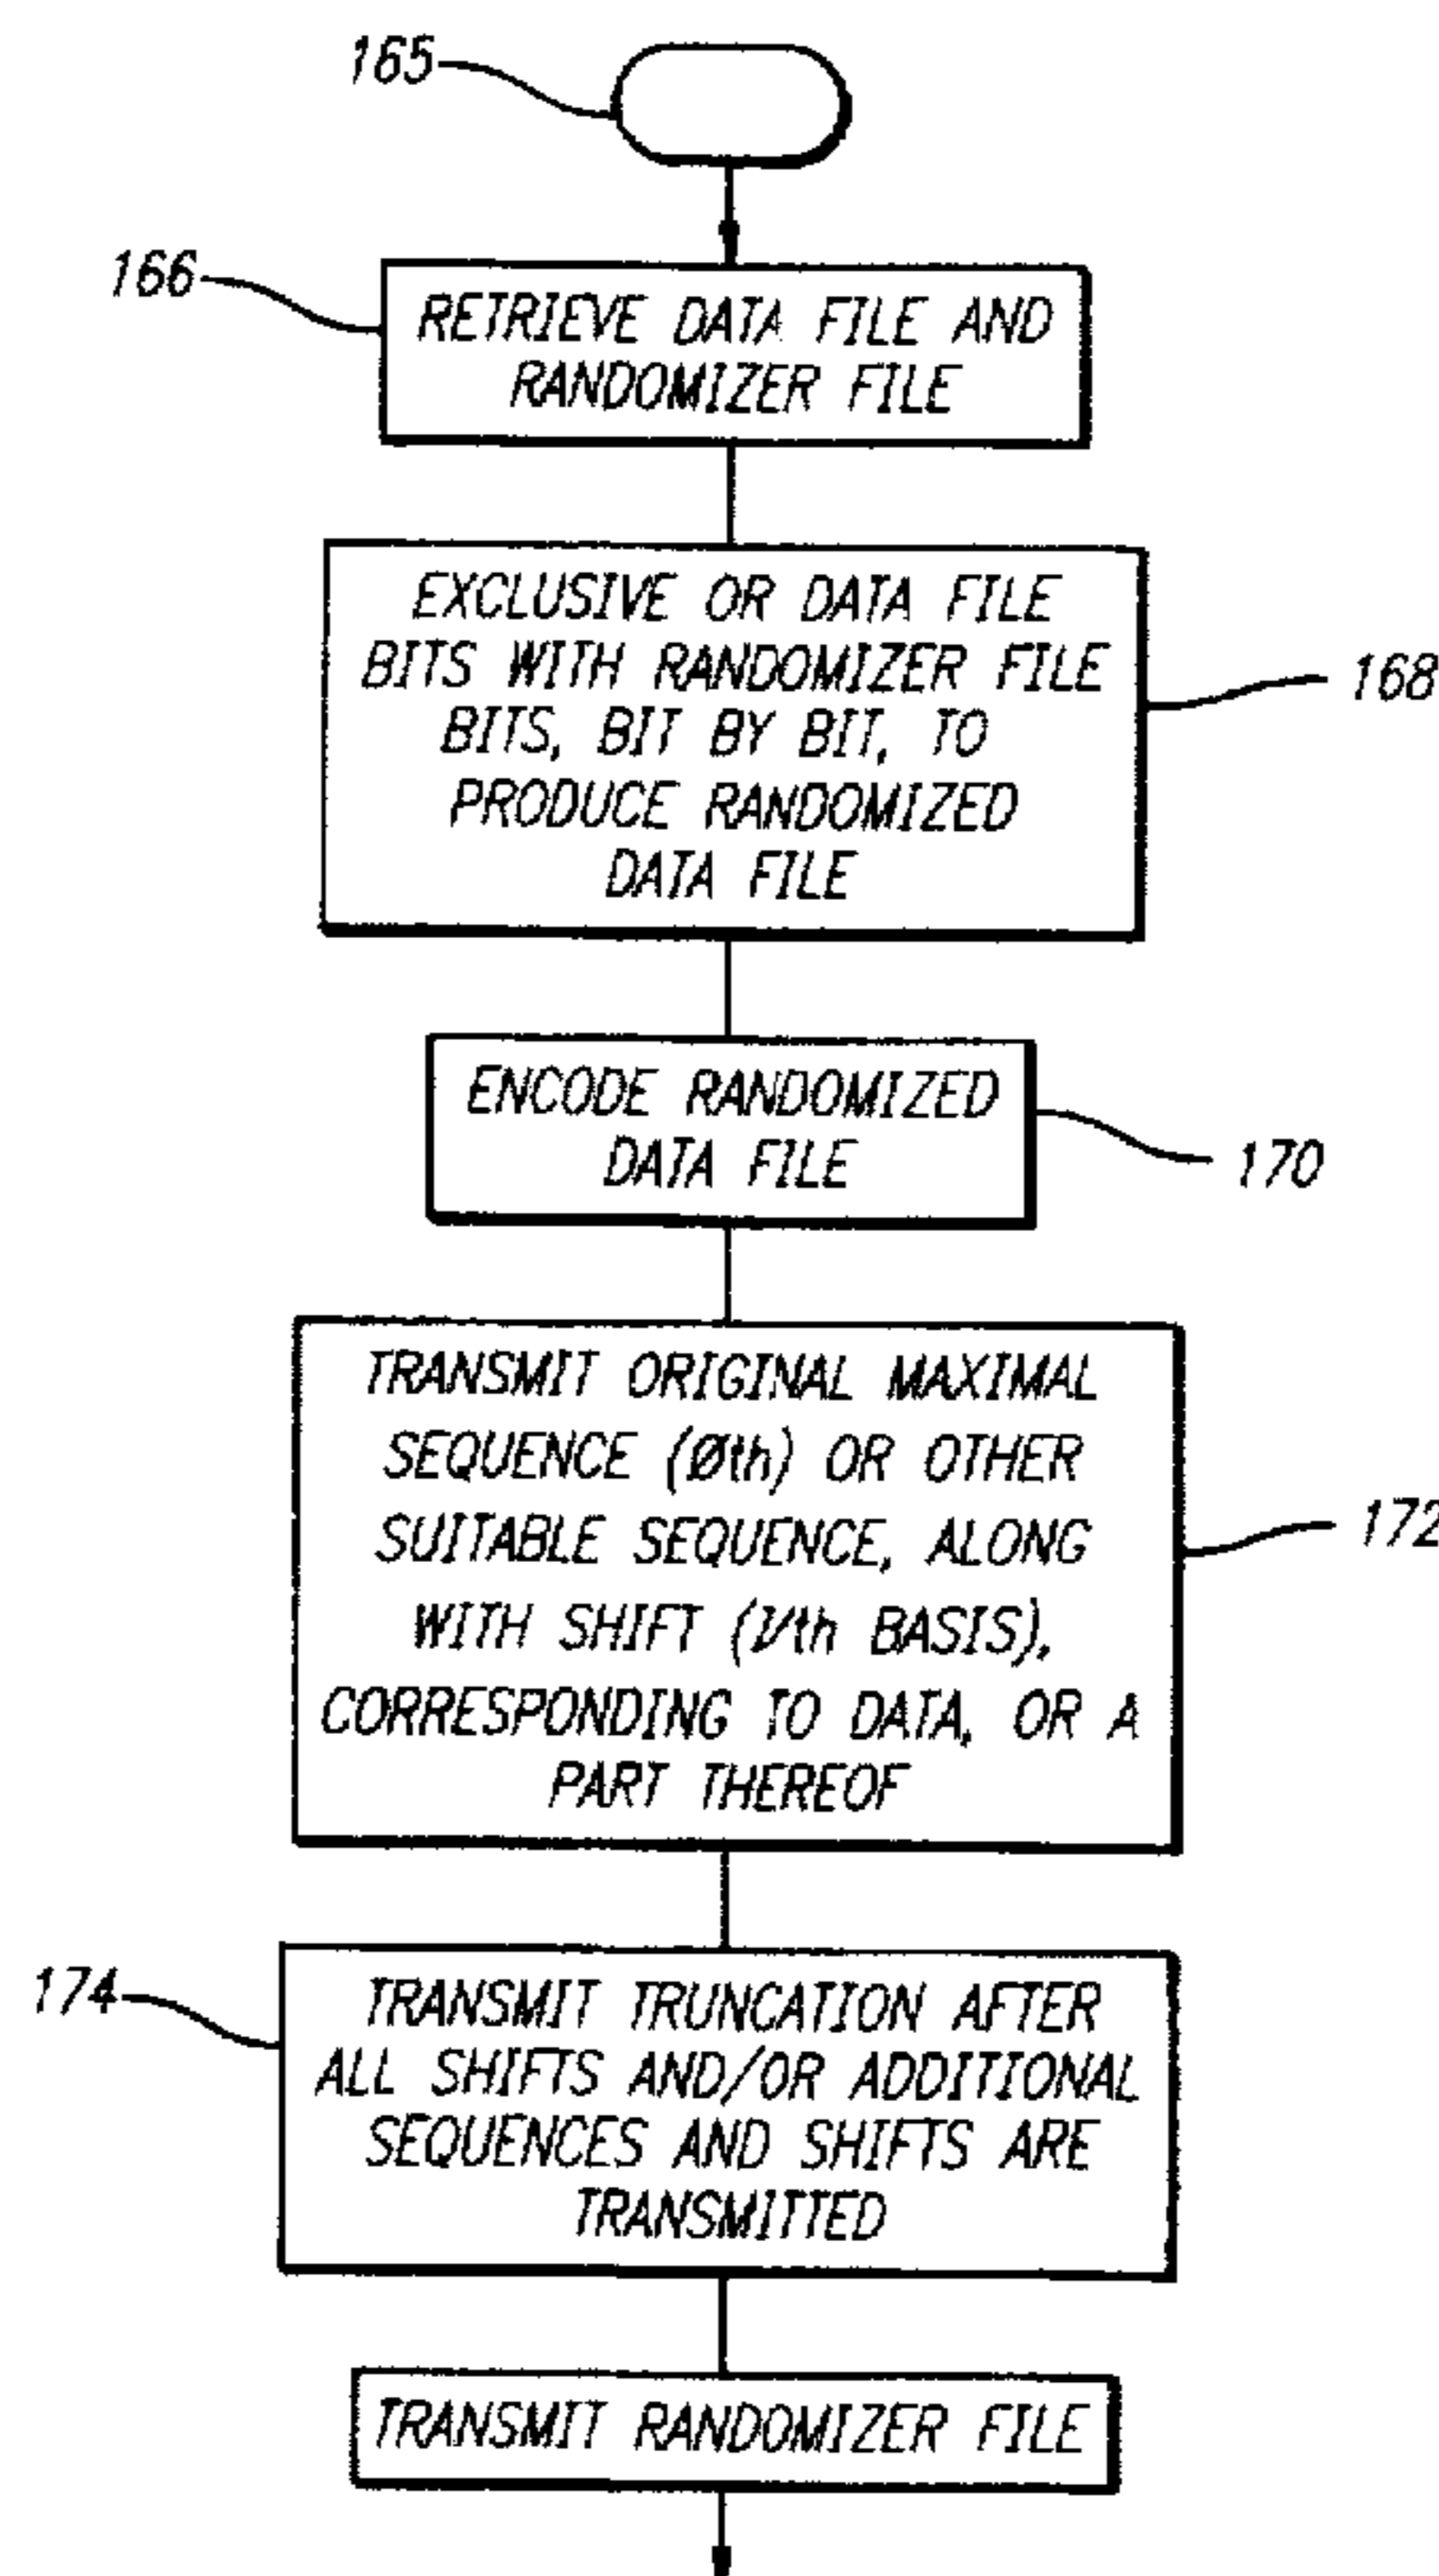 165
166
RETRIEVE DATA FILE AND
RANDOMIZER FILE
EXCLUSIVE OR DATA FILE
BITS WITH RANDOMIZER FILE
BITS, BIT BY BIT, TO
PRODUCE RANDOMIZED
DATA FILE
168
ENCODE RANDOMIZED
DATA FILE
170
TRANSMIT ORIGINAL MAXIMAL
SEQUENCE (Øth) OR OTHER
SUITABLE SEQUENCE, ALONG
WITH SHIFT (νth BASIS),
CORRESPONDING TO DATA, OR A
PART THEREOF
172
174
TRANSMIT TRUNCATION AFTER
ALL SHIFTS AND/OR ADDITIONAL
SEQUENCES AND SHIFTS ARE
TRANSMITTED
TRANSMIT RANDOMIZER FILE